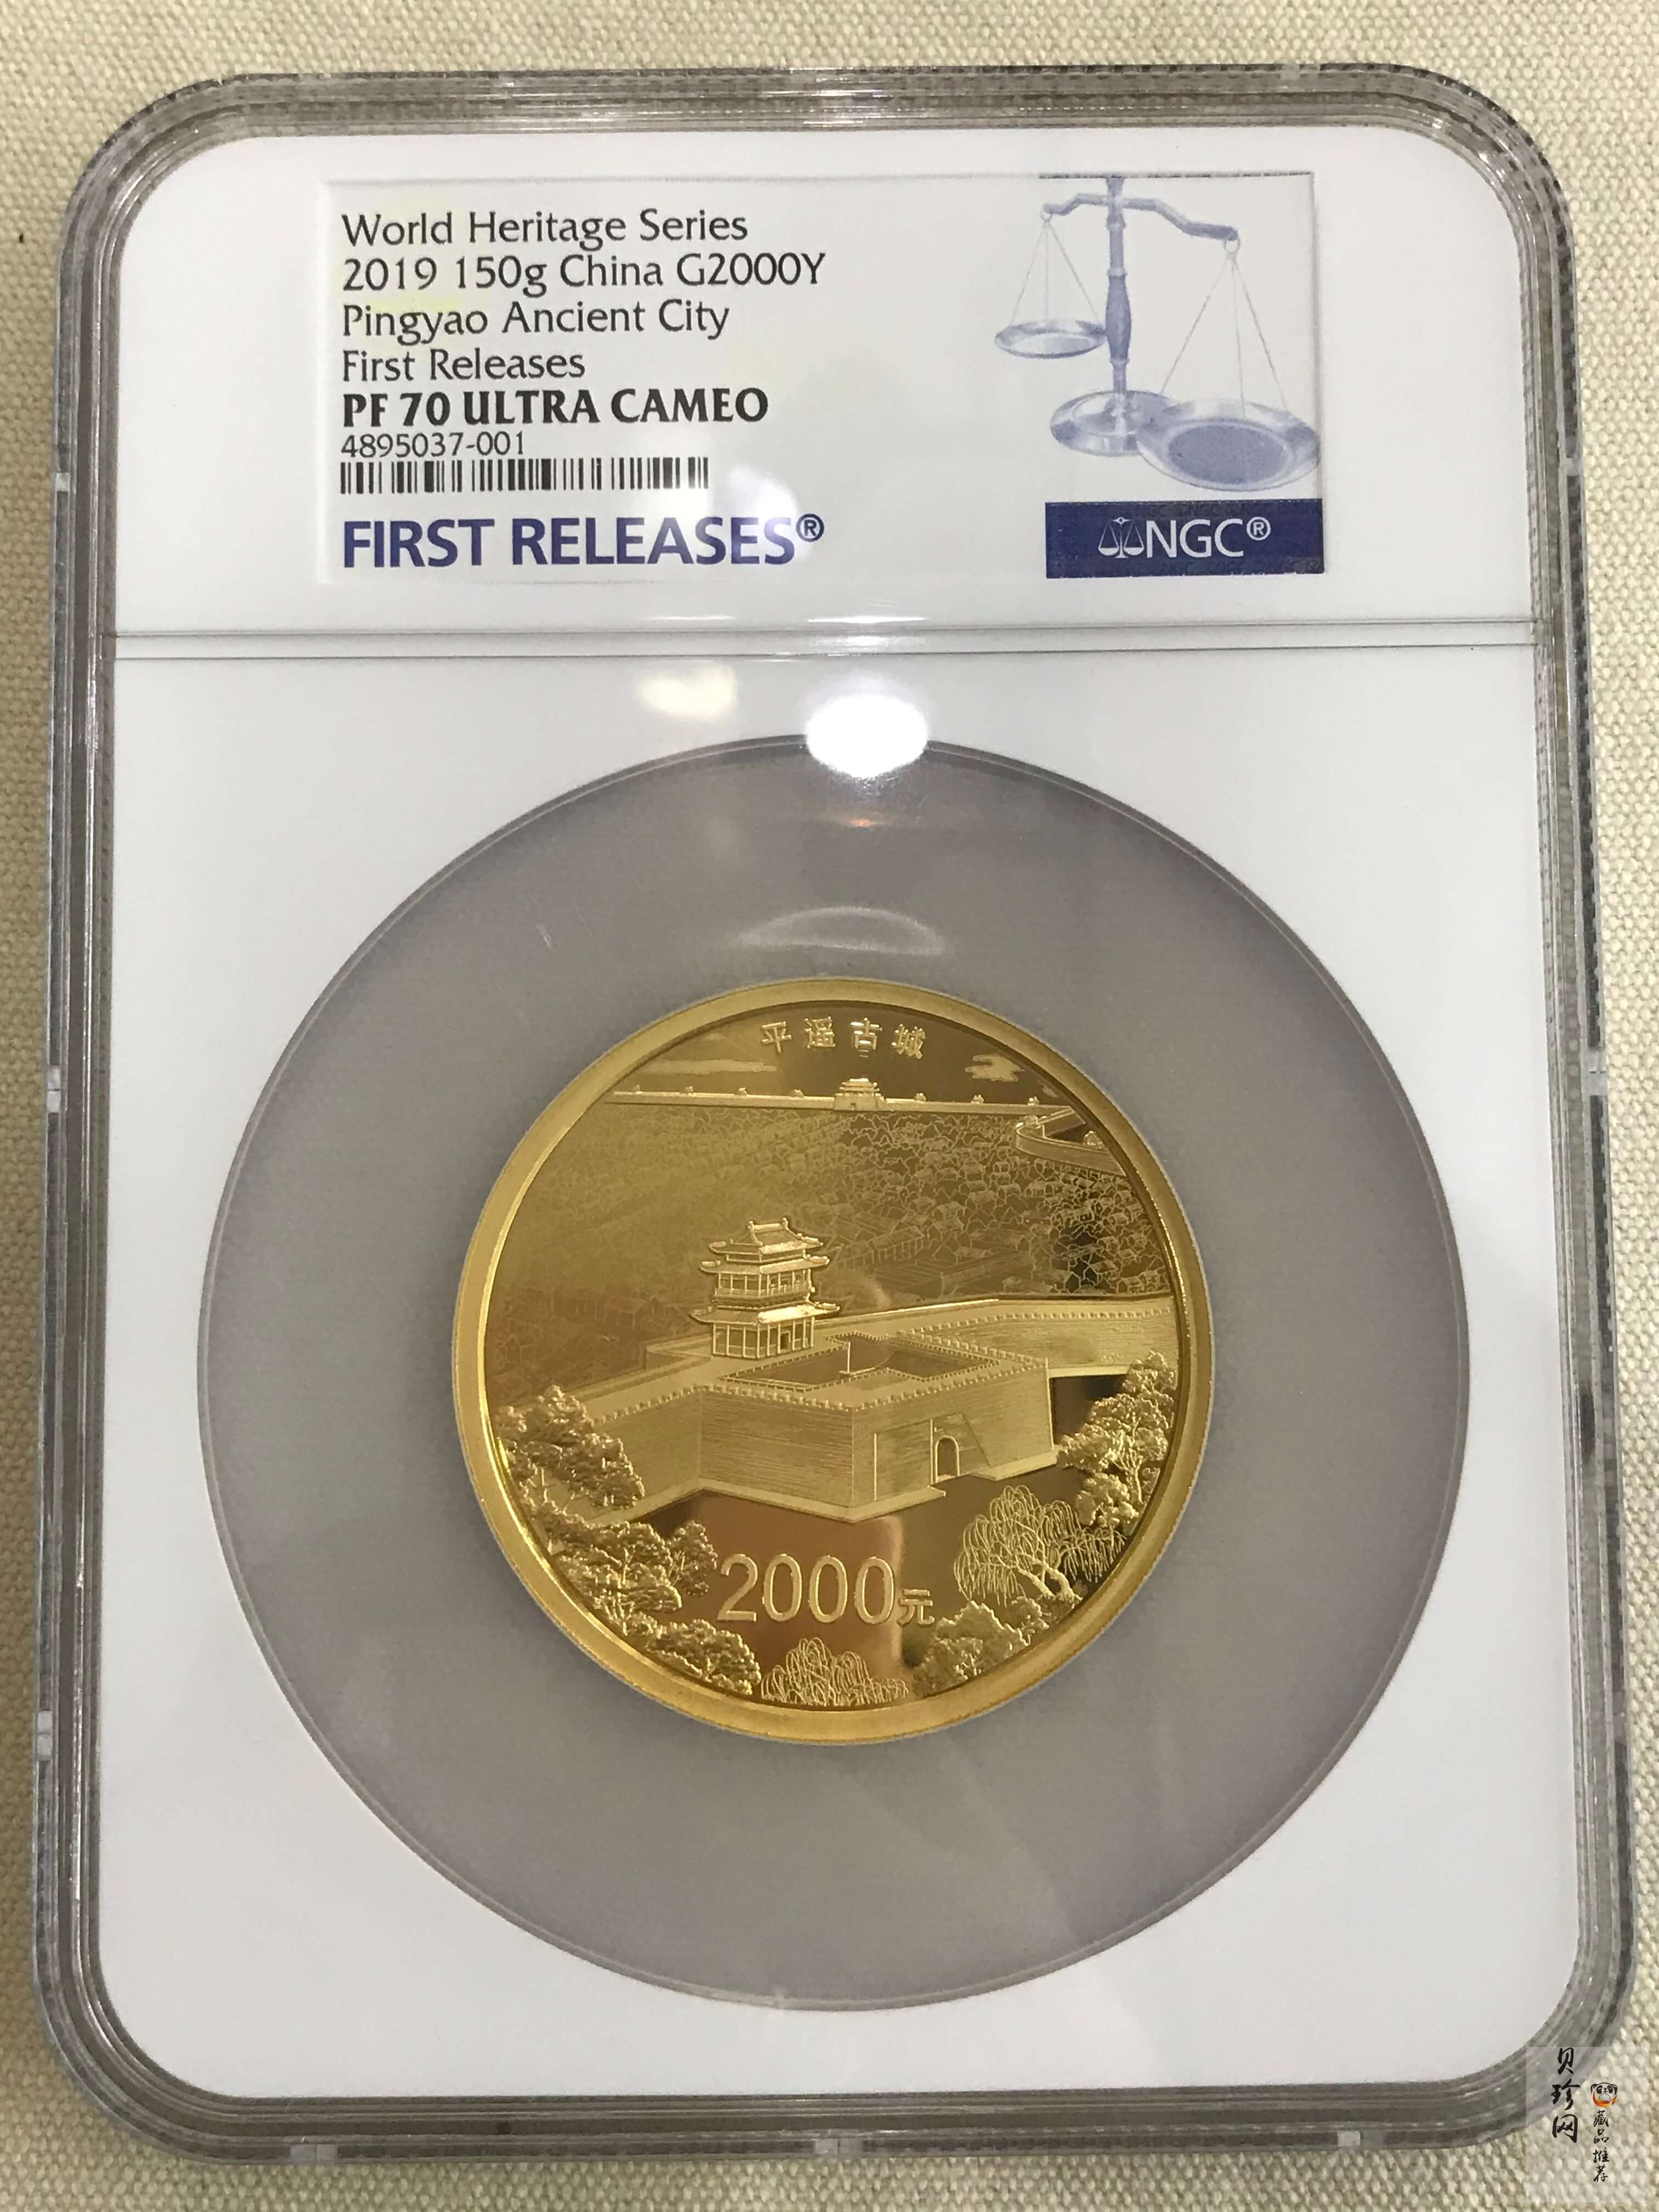 World Heritage Series
2019 150g China G2000Y
Pingyao Ancient City
First Releases
PF 70 ULTRA CAMEO
4895037-001
FIRST RELEASES®
NGC®
平遥古城
2000元
贝珍网
藏品推荐